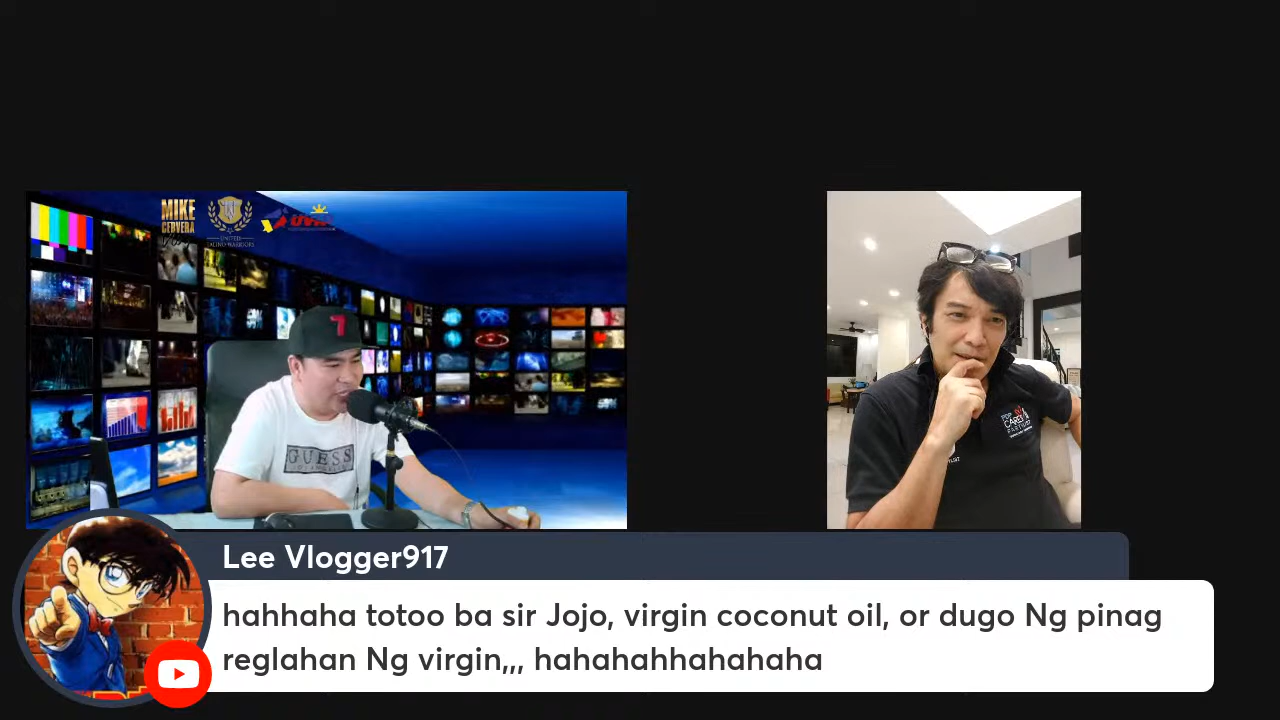 MIKE
CERVERA
UNITED
GUESS
Lee Vlogger917
hahhaha totoo ba sir Jojo, virgin coconut oil, or dugo Ng pinag
reglahan Ng virgin,,, hahahahhahahaha